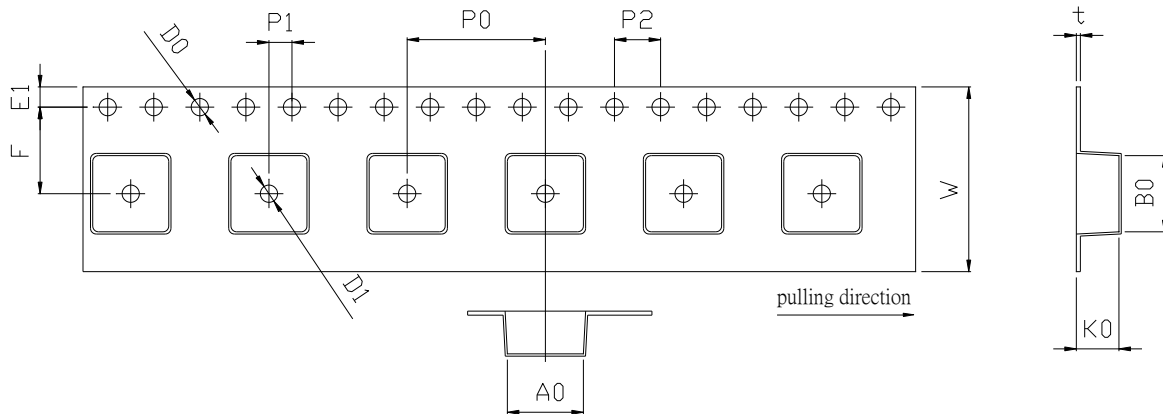 P1
P0
P2
t
D0
E1
F
W
B0
D1
pulling direction
K0
A0